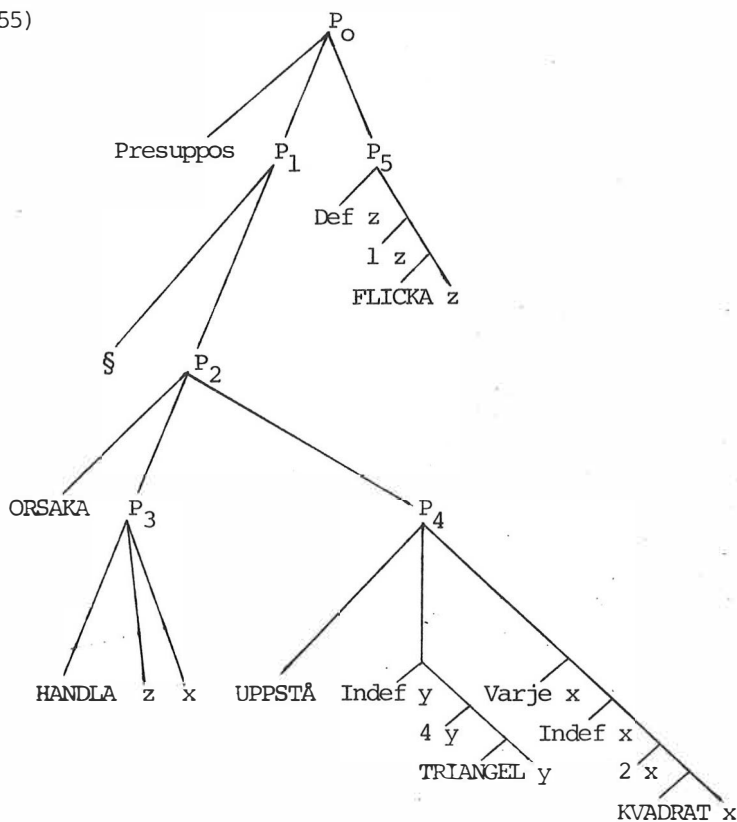 55)
P0
Presuppos P1 P5
Def z
1 z
FLICKA z
§ P2
ORSAKA P3 P4
HANDLA z x UPPSTÅ Indef y Varje x
4 y Indef x
TRIANGEL y 2 x
KVADRAT x